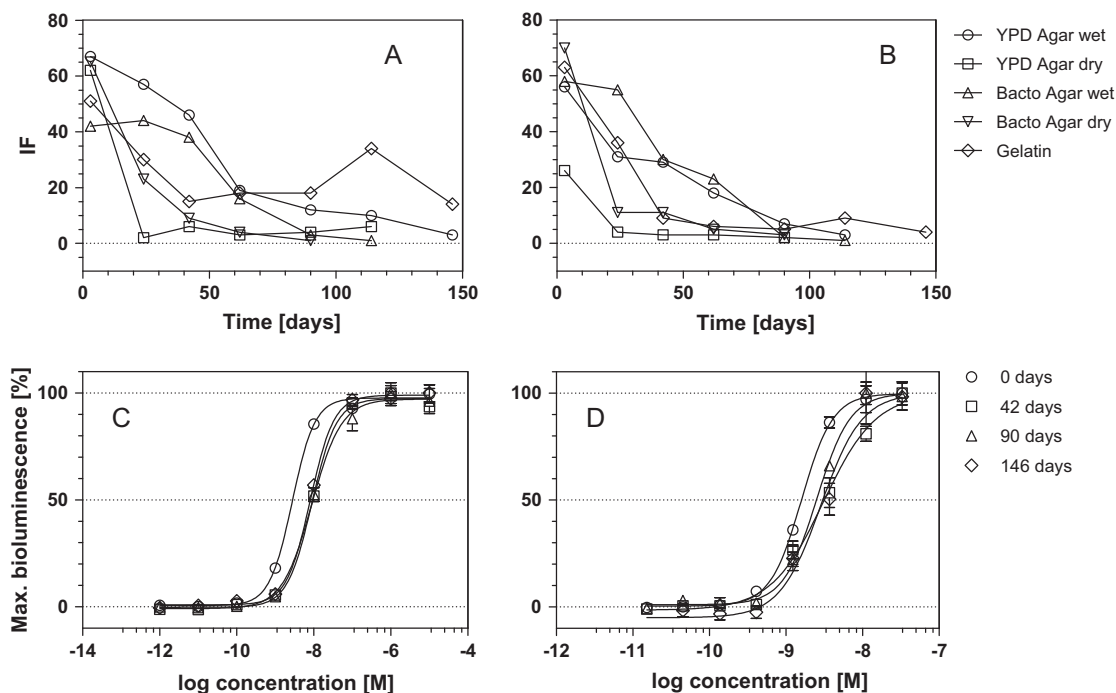 A
B
IF
80
60
40
20
0
0 50 100 150
Time [days]
80
60
40
20
0
0 50 100 150
Time [days]
YPD Agar wet
YPD Agar dry
Bacto Agar wet
Bacto Agar dry
Gelatin
C
D
Max. bioluminescence [%]
100
50
0
-14 -12 -10 -8 -6 -4
log concentration [M]
100
50
0
-12 -11 -10 -9 -8 -7
log concentration [M]
0 days
42 days
90 days
146 days